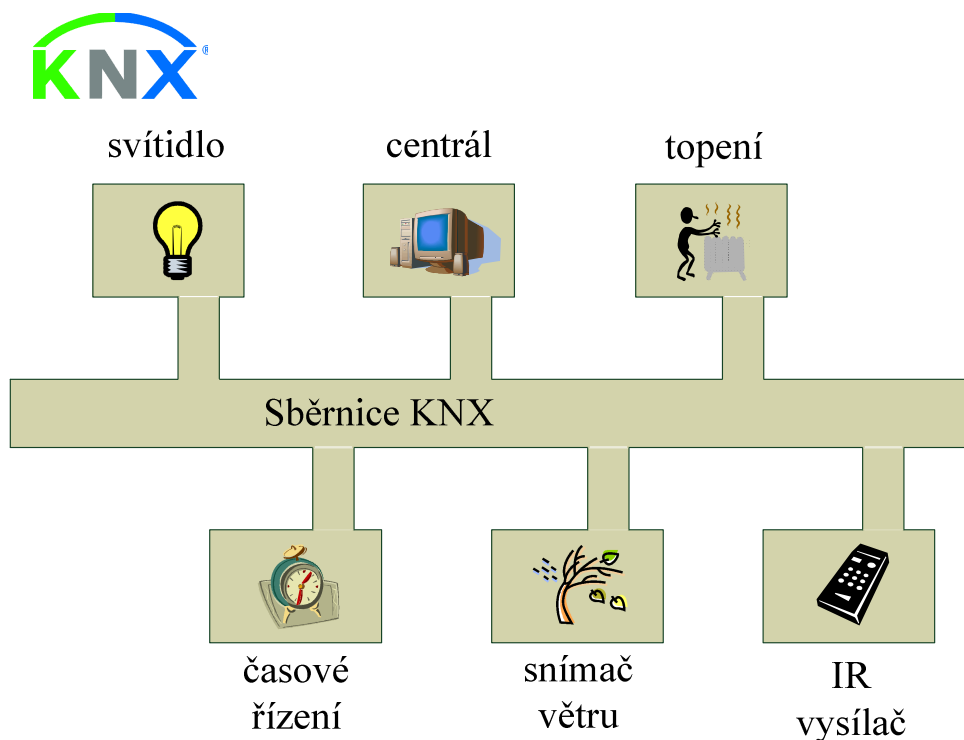 KNX®
svítidlo
centrál
topení
Sběrnice KNX
časové
řízení
snímač
větru
IR
vysílač